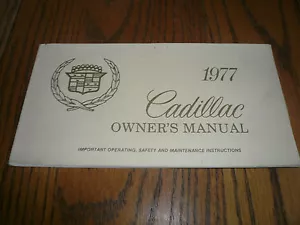 1977
Cadillac
OWNER'S MANUAL
IMPORTANT OPERATING, SAFETY AND MAINTENANCE INSTRUCTIONS